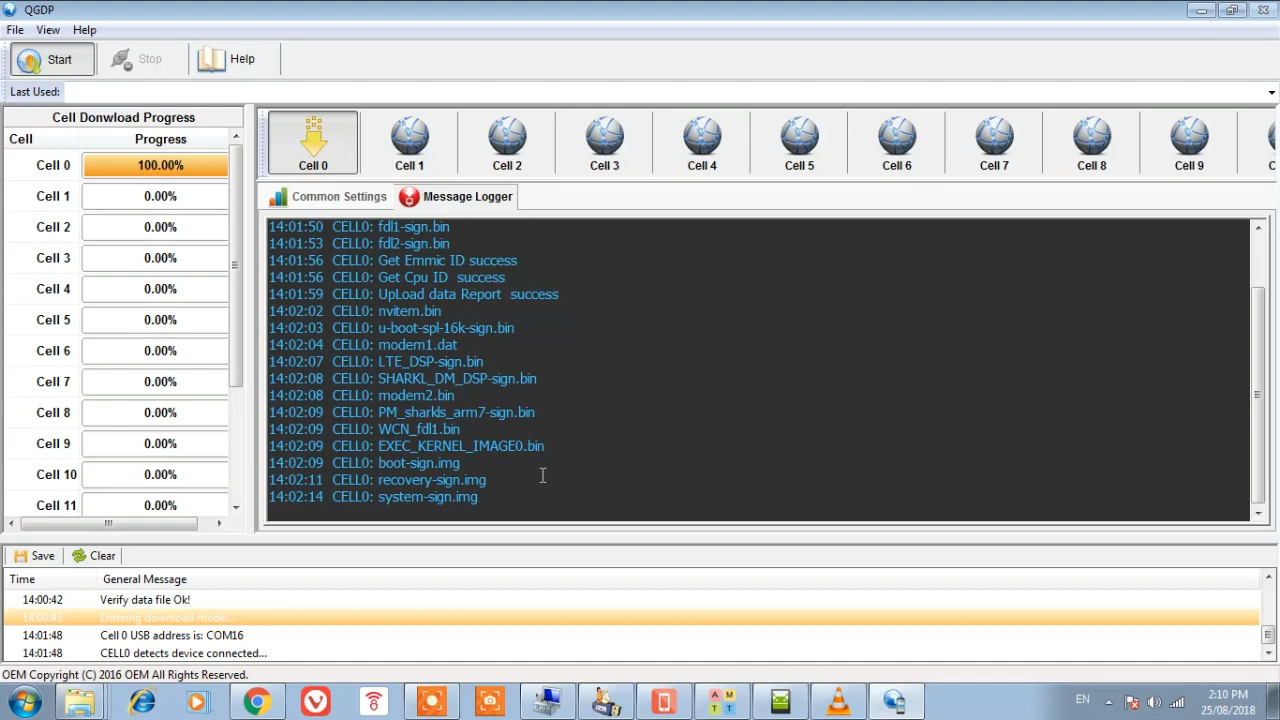 QGDP
File View Help
Start Stop Help
Last Used:
Cell Donwload Progress
Cell Progress
Cell 0 100.00%
Cell 1 0.00%
Cell 2 0.00%
Cell 3 0.00%
Cell 4 0.00%
Cell 5 0.00%
Cell 6 0.00%
Cell 7 0.00%
Cell 8 0.00%
Cell 9 0.00%
Cell 10 0.00%
Cell 11 0.00%
Cell 0 Cell 1 Cell 2 Cell 3 Cell 4 Cell 5 Cell 6 Cell 7 Cell 8 Cell 9 C
Common Settings Message Logger
14:01:50 CELL0: fdl1-sign.bin
14:01:53 CELL0: fdl2-sign.bin
14:01:56 CELL0: Get Emmic ID success
14:01:56 CELL0: Get Cpu ID success
14:01:59 CELL0: UpLoad data Report success
14:02:02 CELL0: nvitem.bin
14:02:03 CELL0: u-boot-spl-16k-sign.bin
14:02:04 CELL0: modem1.dat
14:02:07 CELL0: LTE_DSP-sign.bin
14:02:08 CELL0: SHARKL_DM_DSP-sign.bin
14:02:08 CELL0: modem2.bin
14:02:09 CELL0: PM_sharkls_arm7-sign.bin
14:02:09 CELL0: WCN_fdl1.bin
14:02:09 CELL0: EXEC_KERNEL_IMAGE0.bin
14:02:09 CELL0: boot-sign.img
14:02:11 CELL0: recovery-sign.img
14:02:14 CELL0: system-sign.img
Save Clear
Time General Message
14:00:42 Verify data file Ok!
14:00:43 Entering download mode...
14:01:48 Cell 0 USB address is: COM16
14:01:48 CELL0 detects device connected...
OEM Copyright (C) 2016 OEM All Rights Reserved.
A M
T T
EN
2:10 PM
25/08/2018